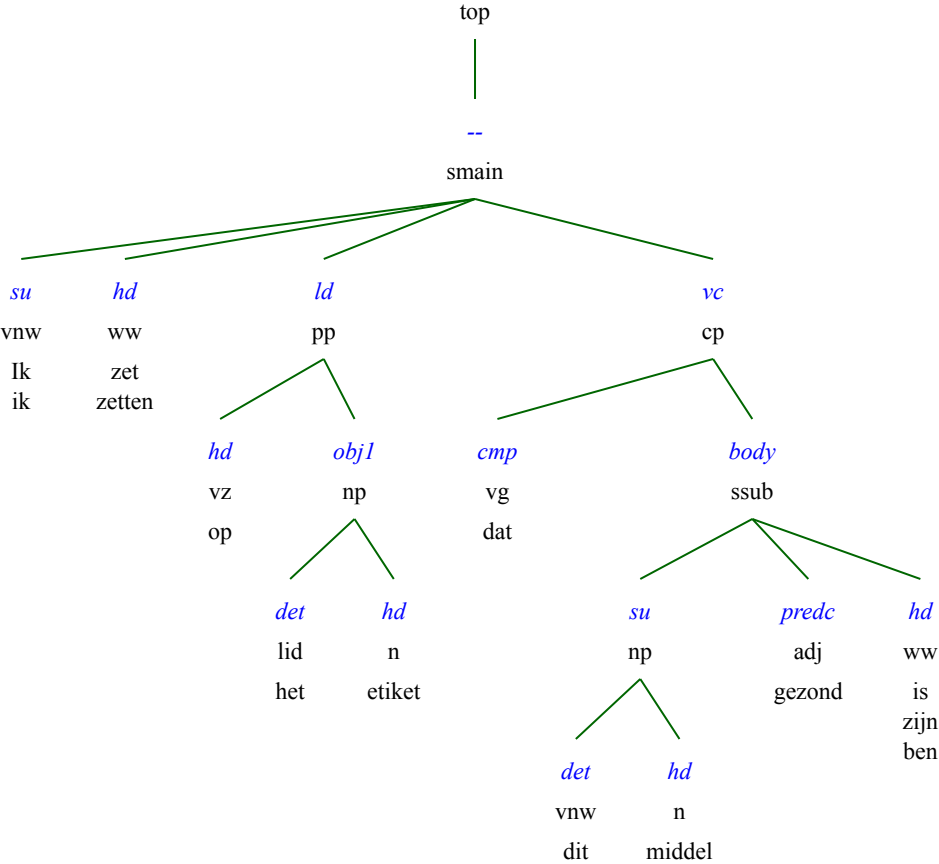 top
--
smain
su hd ld vc
vnw ww pp cp
Ik zet
ik zetten
hd obj1 cmp body
vz np vg ssub
op dat
det hd su predc hd
lid n np adj ww
het etiket gezond is
zijn
ben
det hd
vnw n
dit middel